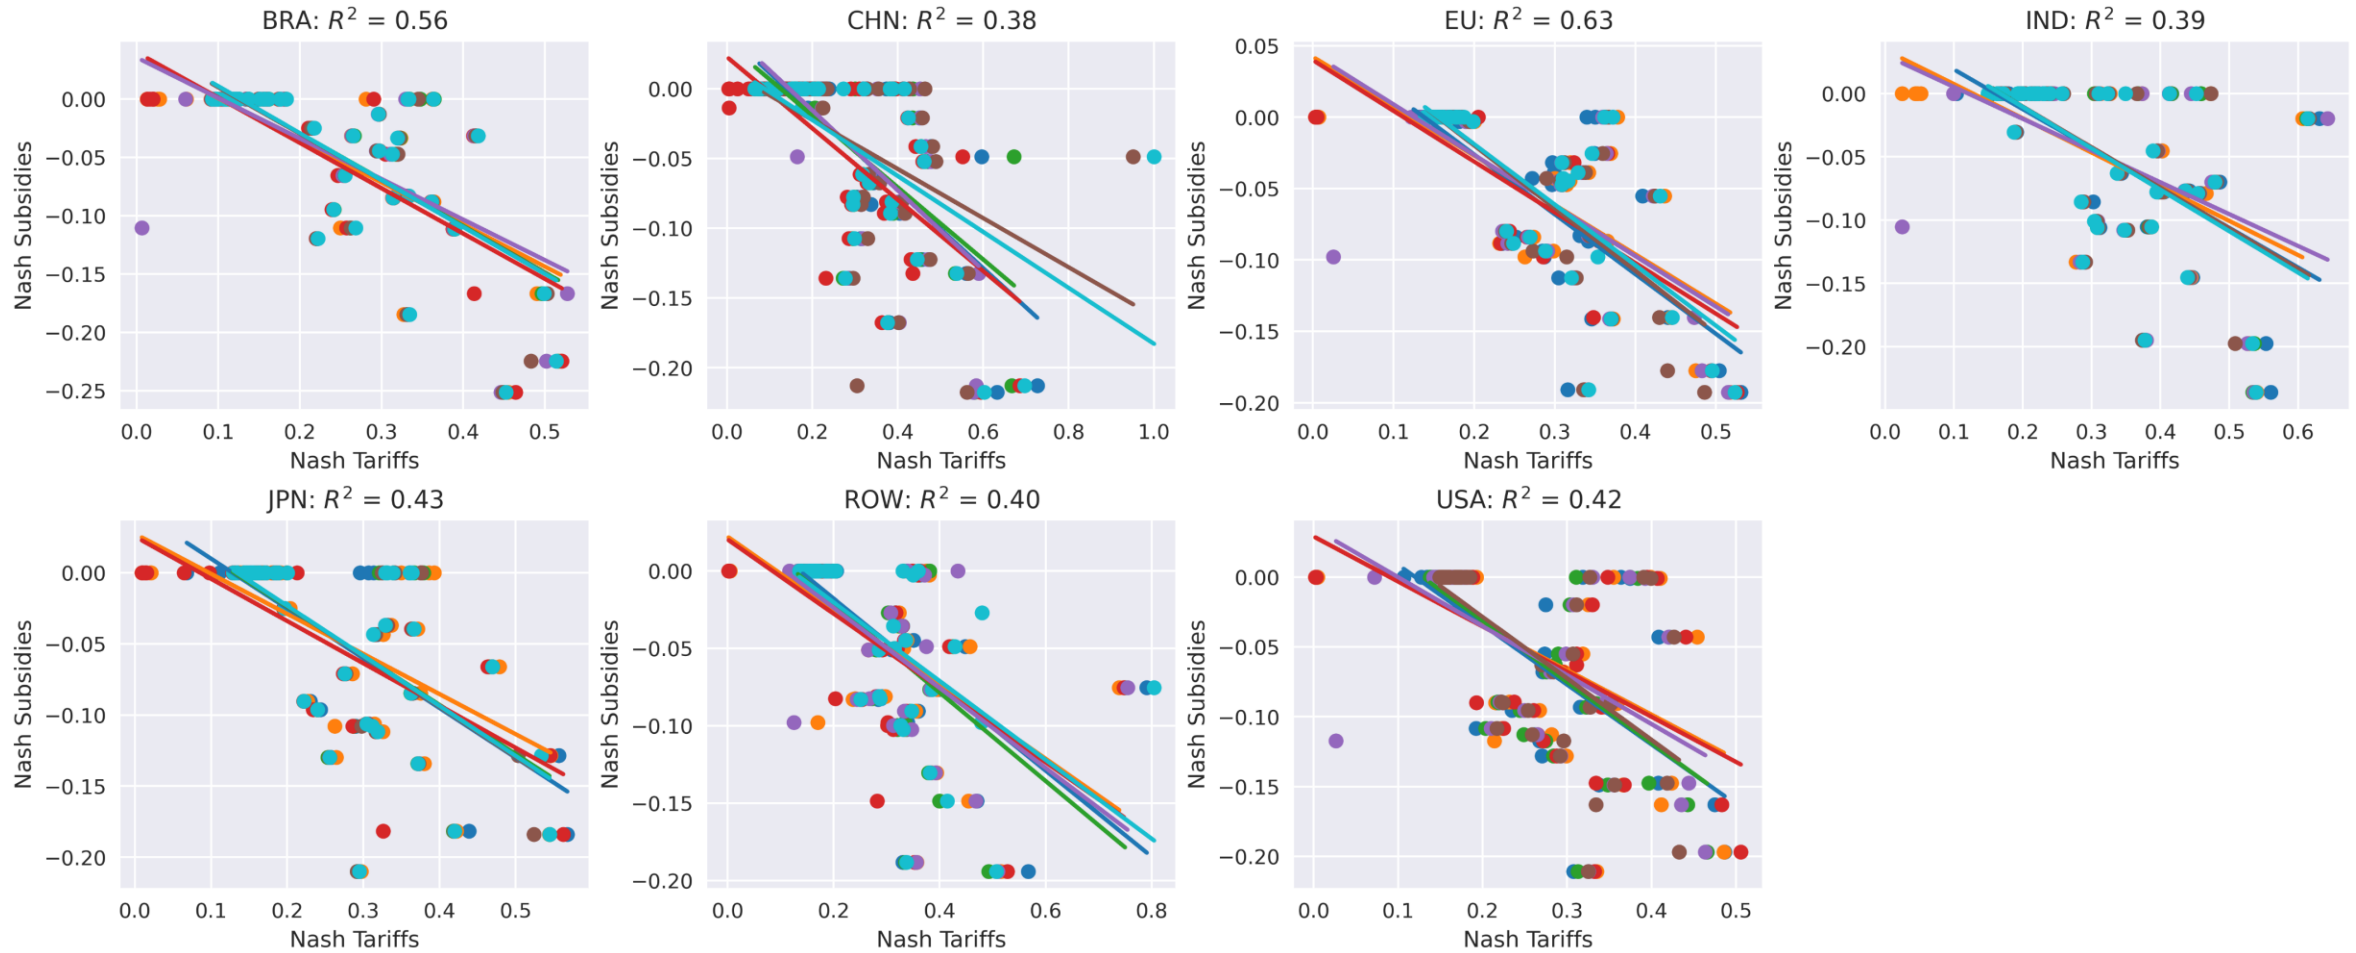 BRA: R² = 0.56
CHN: R² = 0.38
EU: R² = 0.63
IND: R² = 0.39
Nash Subsidies
0.00
−0.05
−0.10
−0.15
−0.20
−0.25
0.0 0.1 0.2 0.3 0.4 0.5
Nash Tariffs
Nash Subsidies
0.00
−0.05
−0.10
−0.15
−0.20
0.0 0.2 0.4 0.6 0.8 1.0
Nash Tariffs
Nash Subsidies
0.05
0.00
−0.05
−0.10
−0.15
−0.20
0.0 0.1 0.2 0.3 0.4 0.5
Nash Tariffs
Nash Subsidies
0.00
−0.05
−0.10
−0.15
−0.20
0.0 0.1 0.2 0.3 0.4 0.5 0.6
Nash Tariffs
JPN: R² = 0.43
ROW: R² = 0.40
USA: R² = 0.42
Nash Subsidies
0.00
−0.05
−0.10
−0.15
−0.20
0.0 0.1 0.2 0.3 0.4 0.5
Nash Tariffs
Nash Subsidies
0.00
−0.05
−0.10
−0.15
−0.20
0.0 0.2 0.4 0.6 0.8
Nash Tariffs
Nash Subsidies
0.00
−0.05
−0.10
−0.15
−0.20
0.0 0.1 0.2 0.3 0.4 0.5
Nash Tariffs